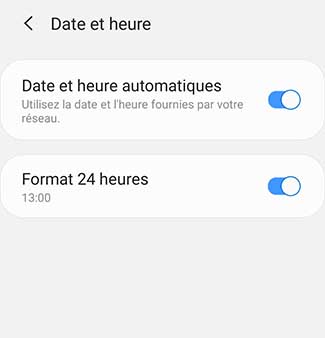 Date et heure
Date et heure automatiques
Utilisez la date et l'heure fournies par votre
réseau.
Format 24 heures
13:00